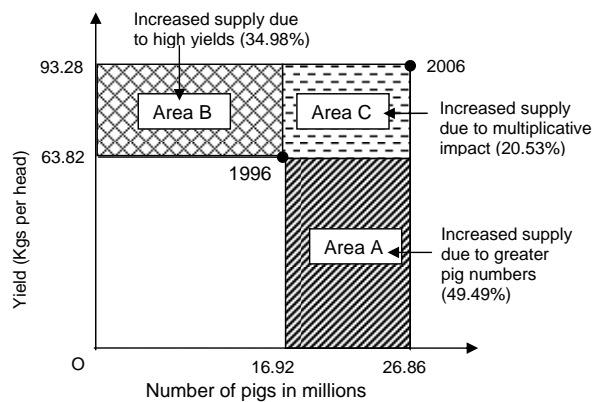 Increased supply due
to high yields (34.98%)
93.28
2006
Area B
Area C
Increased supply
due to multiplicative
impact (20.53%)
63.82
1996
Yield (Kgs per head)
Area A
Increased supply
due to greater
pig numbers
(49.49%)
O
16.92
26.86
Number of pigs in millions